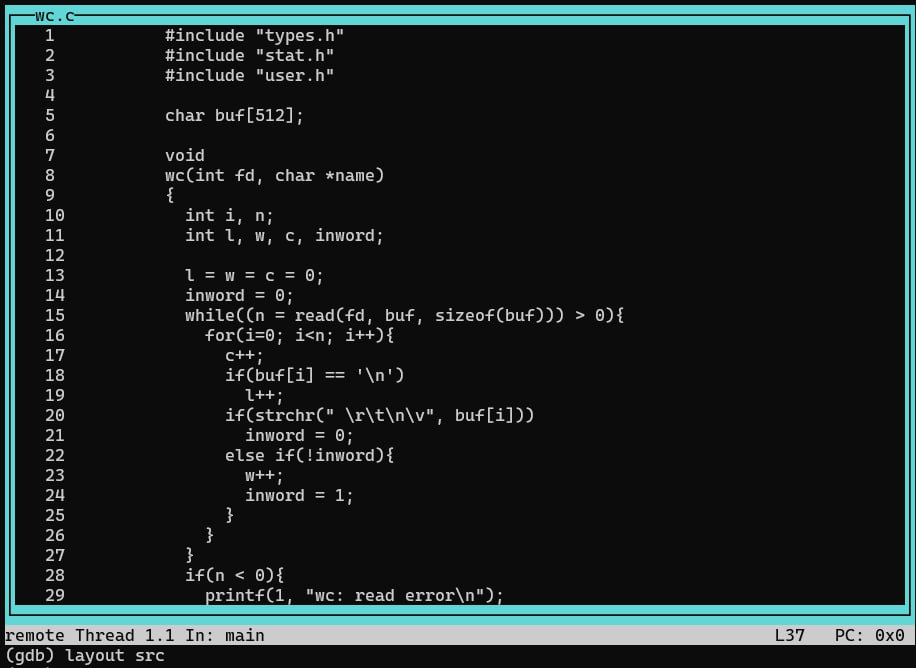 wc.c
1 #include "types.h"
2 #include "stat.h"
3 #include "user.h"
4
5 char buf[512];
6
7 void
8 wc(int fd, char *name)
9 {
10 int i, n;
11 int l, w, c, inword;
12
13 l = w = c = 0;
14 inword = 0;
15 while((n = read(fd, buf, sizeof(buf))) > 0){
16 for(i=0; i<n; i++){
17 c++;
18 if(buf[i] == '\n')
19 l++;
20 if(strchr(" \r\t\n\v", buf[i]))
21 inword = 0;
22 else if(!inword){
23 w++;
24 inword = 1;
25 }
26 }
27 }
28 if(n < 0){
29 printf(1, "wc: read error\n");
remote Thread 1.1 In: main L37 PC: 0x0
(gdb) layout src